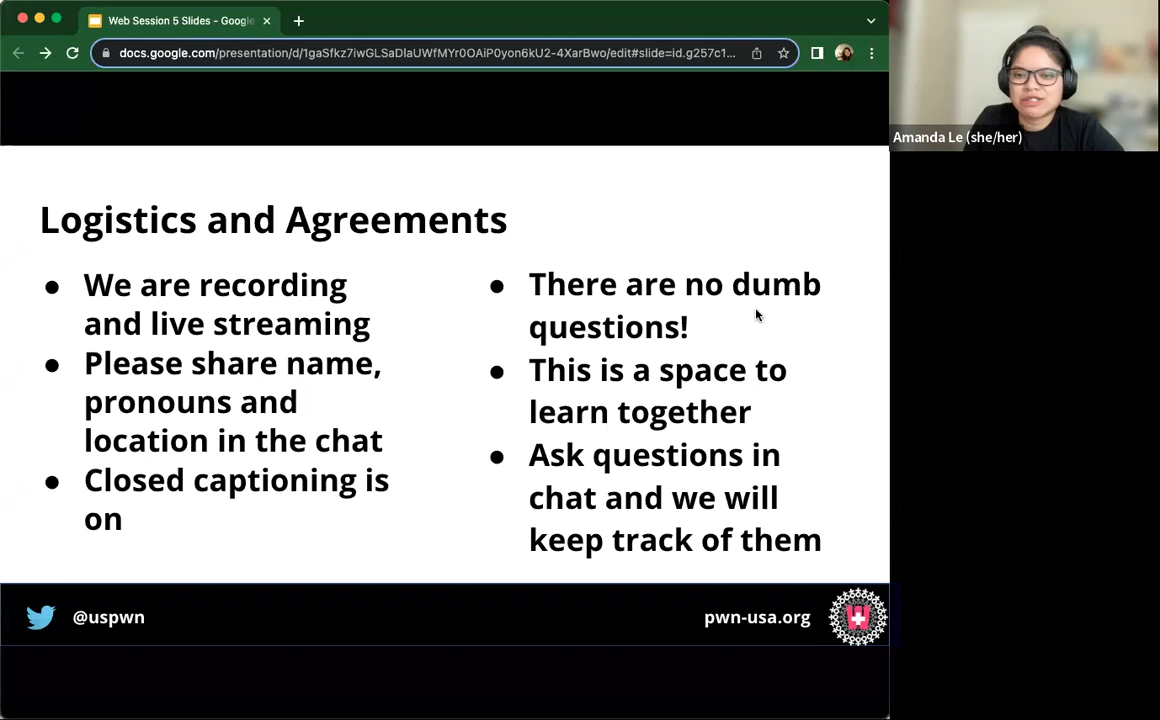 Web Session 5 Slides - Google
docs.google.com/presentation/d/1gaSfkz7iwGLSaDlaUWfMYr0OAiP0yon6kU2-4XarBwo/edit#slide=id.g257c1...
Amanda Le (she/her)
Logistics and Agreements
● We are recording
and live streaming
● Please share name,
pronouns and
location in the chat
● Closed captioning is
on
● There are no dumb
questions!
● This is a space to
learn together
● Ask questions in
chat and we will
keep track of them
@uspwn
pwn-usa.org